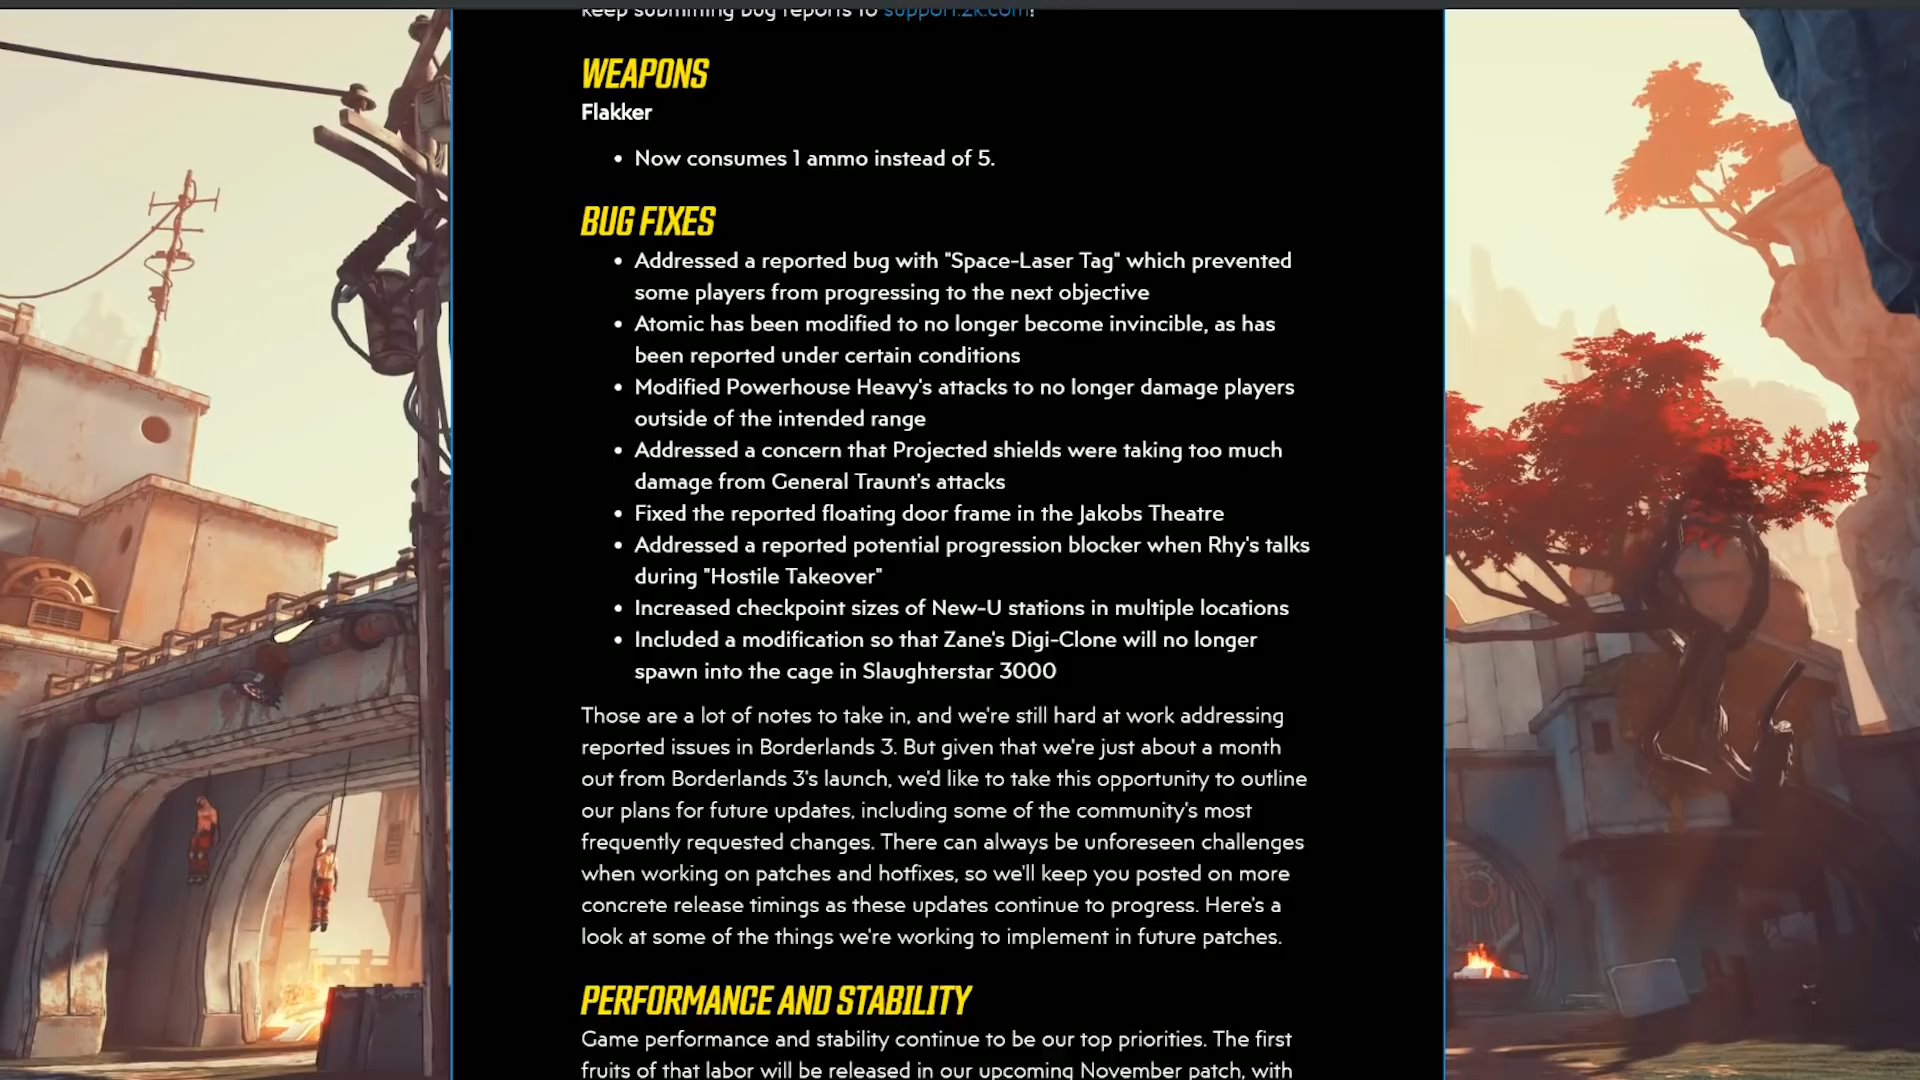 keep submitting bug reports to support.2k.com!
WEAPONS
Flakker
• Now consumes 1 ammo instead of 5.
BUG FIXES
• Addressed a reported bug with "Space-Laser Tag" which prevented
some players from progressing to the next objective
• Atomic has been modified to no longer become invincible, as has
been reported under certain conditions
• Modified Powerhouse Heavy's attacks to no longer damage players
outside of the intended range
• Addressed a concern that Projected shields were taking too much
damage from General Traunt's attacks
• Fixed the reported floating door frame in the Jakobs Theatre
• Addressed a reported potential progression blocker when Rhy's talks
during "Hostile Takeover"
• Increased checkpoint sizes of New-U stations in multiple locations
• Included a modification so that Zane's Digi-Clone will no longer
spawn into the cage in Slaughterstar 3000
Those are a lot of notes to take in, and we're still hard at work addressing
reported issues in Borderlands 3. But given that we're just about a month
out from Borderlands 3's launch, we'd like to take this opportunity to outline
our plans for future updates, including some of the community's most
frequently requested changes. There can always be unforeseen challenges
when working on patches and hotfixes, so we'll keep you posted on more
concrete release timings as these updates continue to progress. Here's a
look at some of the things we're working to implement in future patches.
PERFORMANCE AND STABILITY
Game performance and stability continue to be our top priorities. The first
fruits of that labor will be released in our upcoming November patch, with